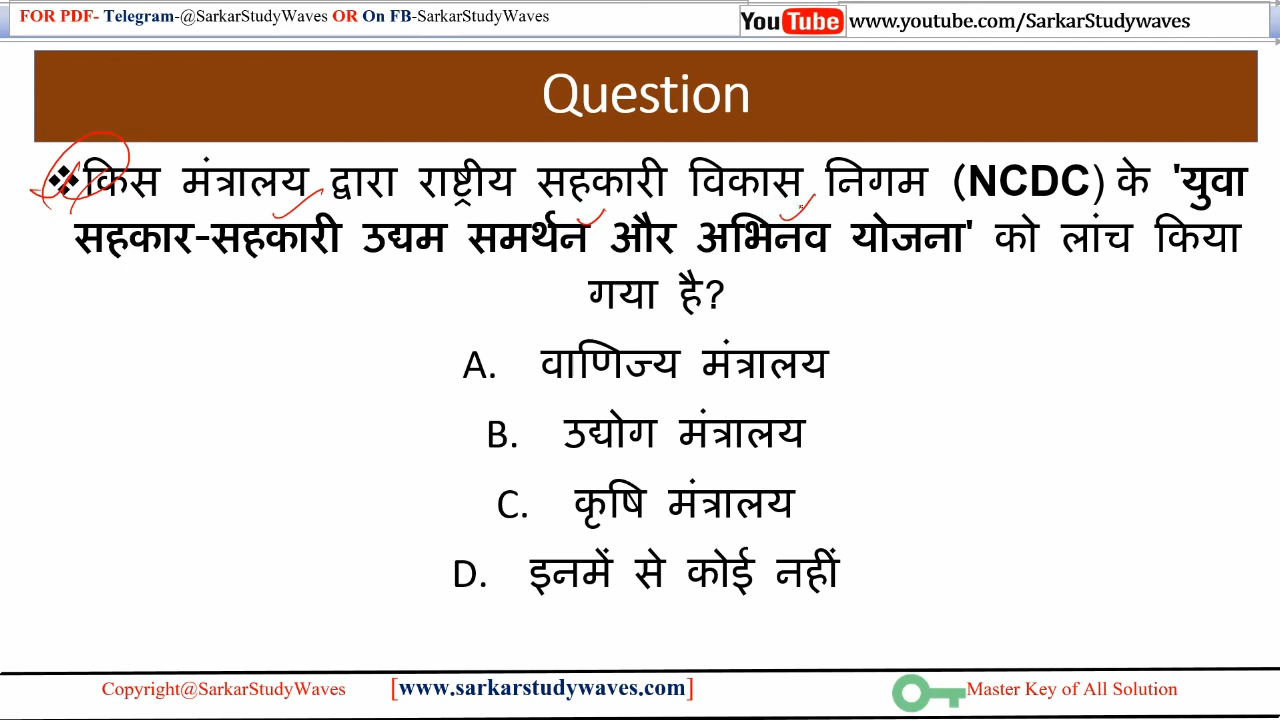 FOR PDF- Telegram-@SarkarStudyWaves OR On FB-SarkarStudyWaves
YouTube www.youtube.com/SarkarStudywaves
Question
❖किस मंत्रालय द्वारा राष्ट्रीय सहकारी विकास निगम (NCDC) के 'युवा
सहकार-सहकारी उद्यम समर्थन और अभिनव योजना' को लांच किया
गया है?
A. वाणिज्य मंत्रालय
B. उद्योग मंत्रालय
C. कृषि मंत्रालय
D. इनमें से कोई नहीं
Copyright@SarkarStudyWaves [www.sarkarstudywaves.com] Master Key of All Solution